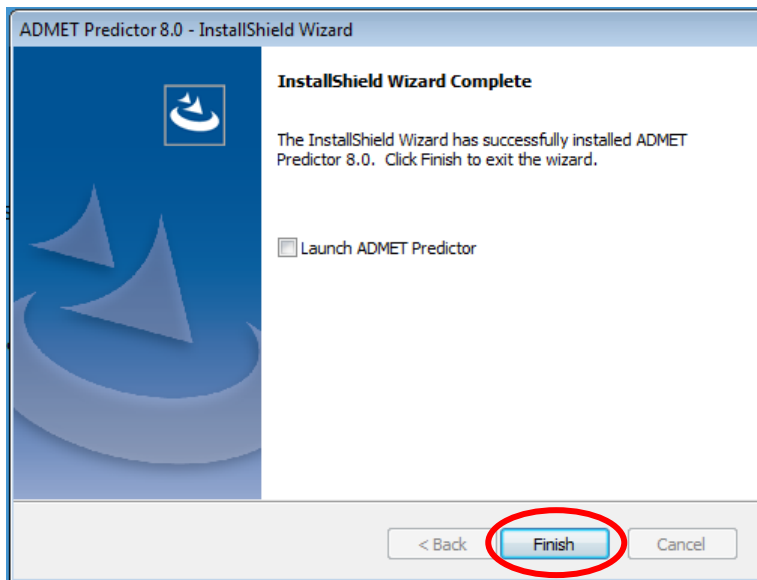 ADMET Predictor 8.0 - InstallShield Wizard
InstallShield Wizard Complete
The InstallShield Wizard has successfully installed ADMET
Predictor 8.0.  Click Finish to exit the wizard.
Launch ADMET Predictor
< Back Finish Cancel